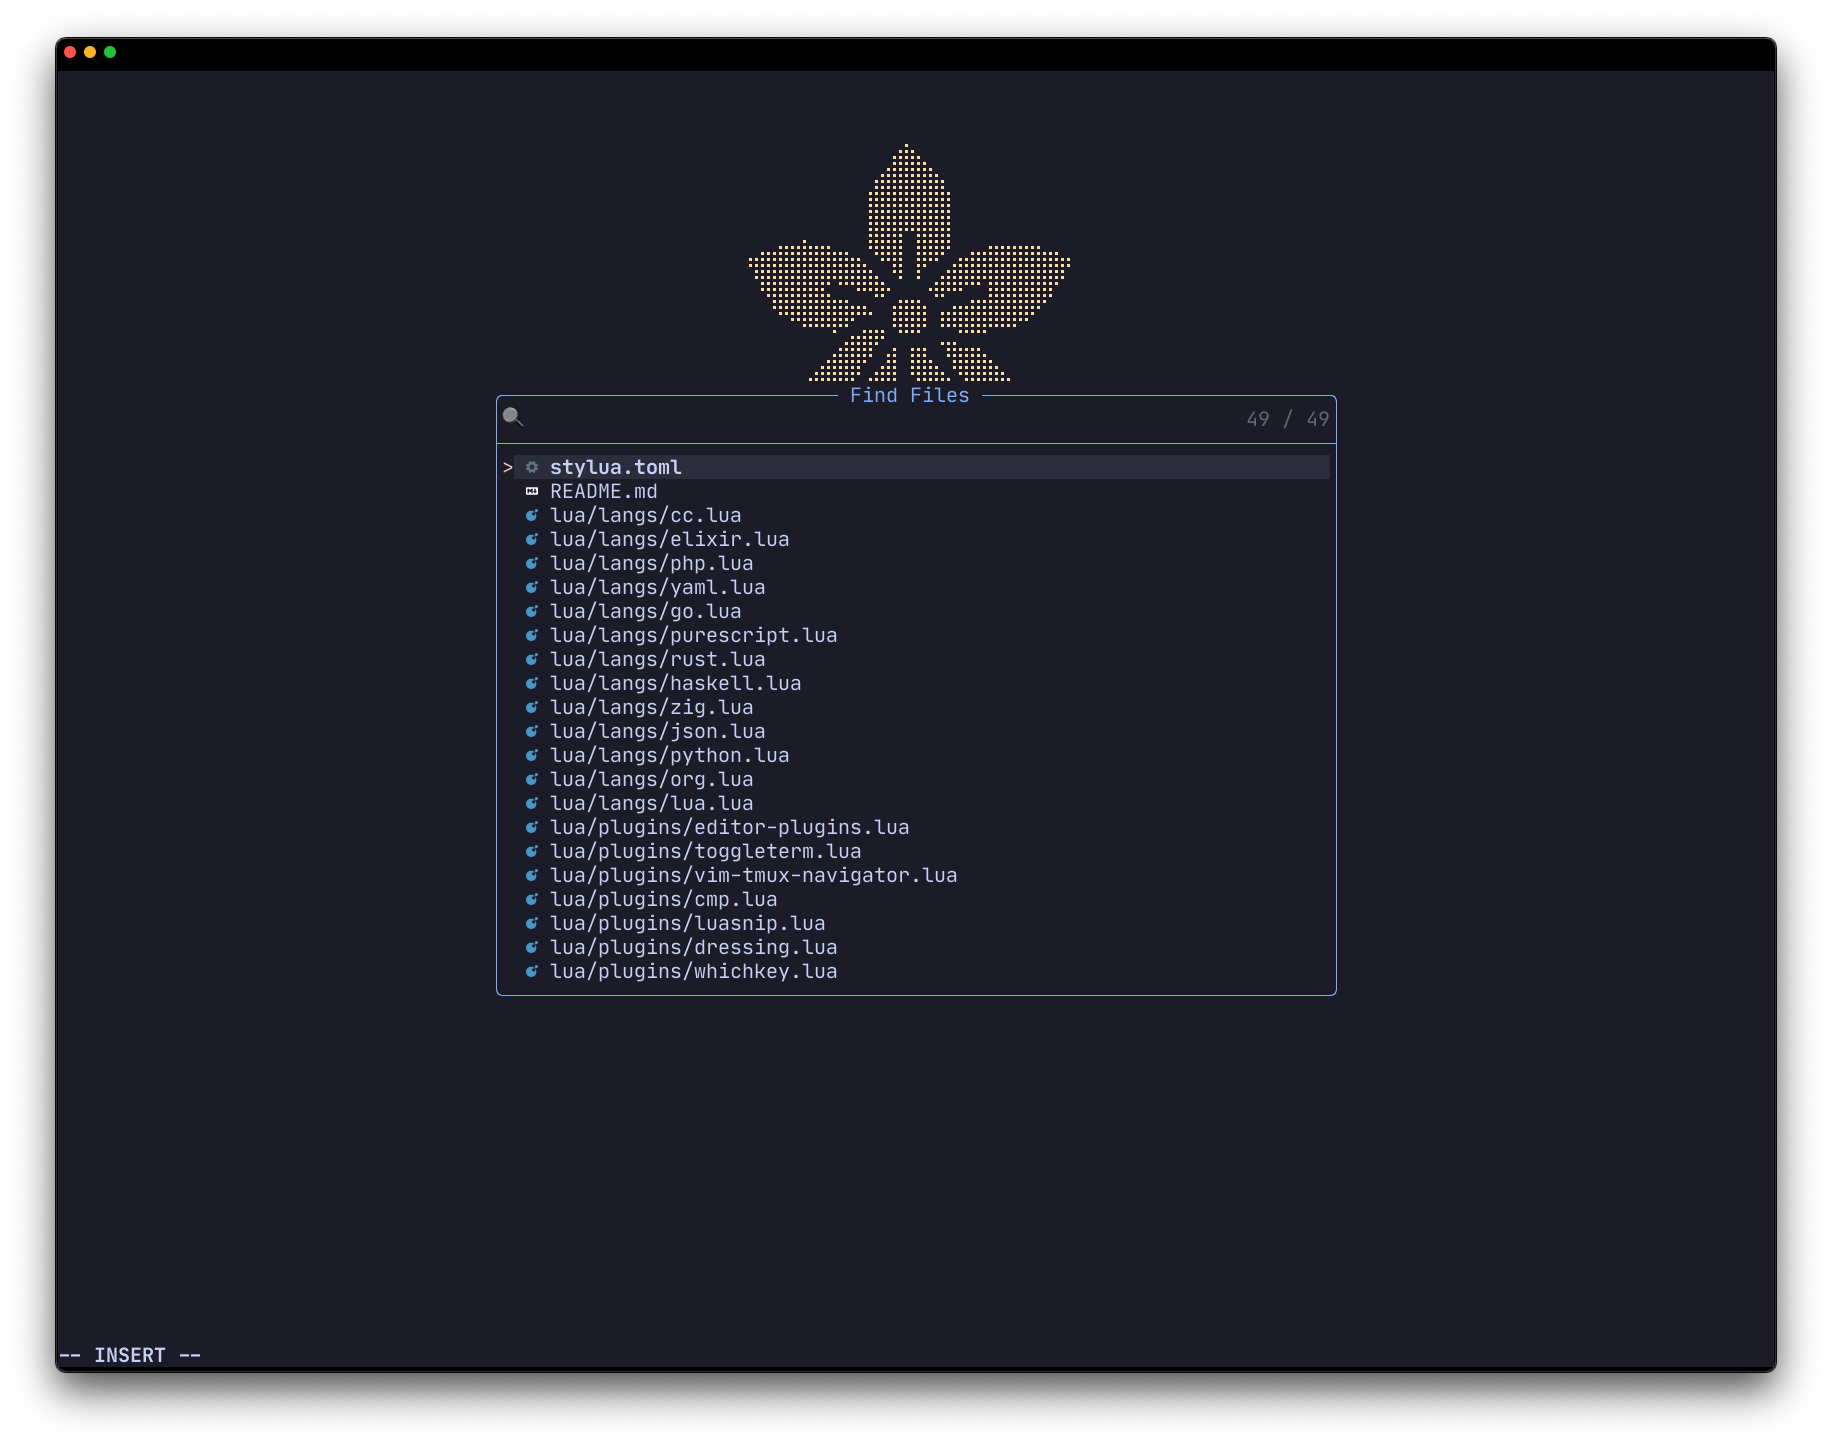 Find Files
49 / 49
> stylua.toml
README.md
lua/langs/cc.lua
lua/langs/elixir.lua
lua/langs/php.lua
lua/langs/yaml.lua
lua/langs/go.lua
lua/langs/purescript.lua
lua/langs/rust.lua
lua/langs/haskell.lua
lua/langs/zig.lua
lua/langs/json.lua
lua/langs/python.lua
lua/langs/org.lua
lua/langs/lua.lua
lua/plugins/editor-plugins.lua
lua/plugins/toggleterm.lua
lua/plugins/vim-tmux-navigator.lua
lua/plugins/cmp.lua
lua/plugins/luasnip.lua
lua/plugins/dressing.lua
lua/plugins/whichkey.lua
-- INSERT --